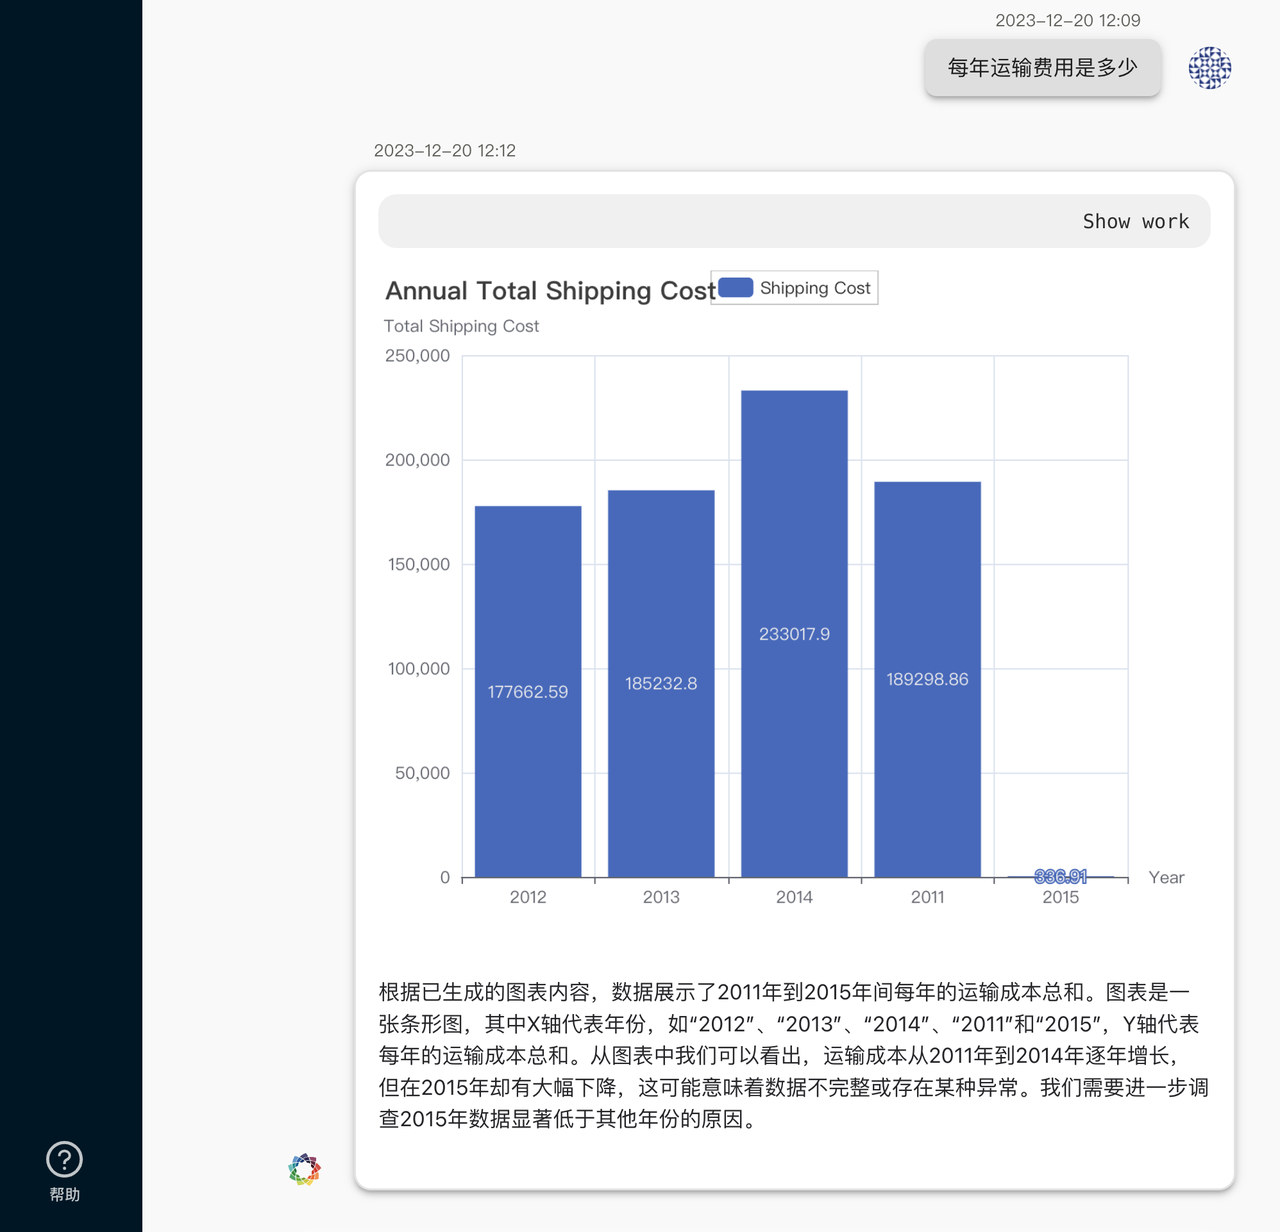 2023-12-20 12:09
每年运输费用是多少
2023-12-20 12:12
Show work
Annual Total Shipping Cost
Shipping Cost
Total Shipping Cost
250,000
200,000
150,000
100,000
50,000
0
177662.59
185232.8
233017.9
189298.86
336.91
2012
2013
2014
2011
2015
Year
根据已生成的图表内容，数据展示了2011年到2015年间每年的运输成本总和。图表是一
张条形图，其中X轴代表年份，如“2012”、“2013”、“2014”、“2011”和“2015”，Y轴代表
每年的运输成本总和。从图表中我们可以看出，运输成本从2011年到2014年逐年增长，
但在2015年却有大幅下降，这可能意味着数据不完整或存在某种异常。我们需要进一步调
查2015年数据显著低于其他年份的原因。
帮助